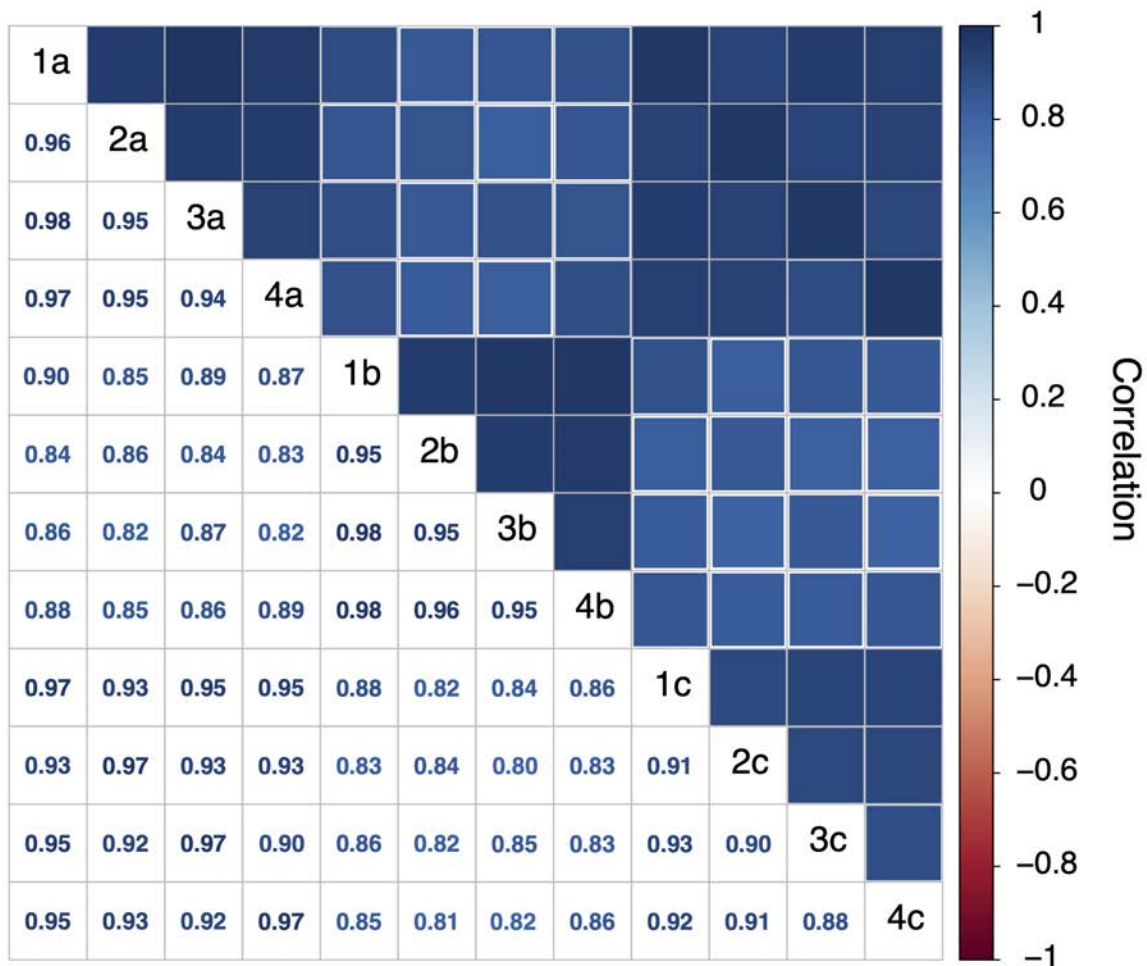 1a
0.96 2a
0.98 0.95 3a
0.97 0.95 0.94 4a
0.90 0.85 0.89 0.87 1b
0.84 0.86 0.84 0.83 0.95 2b
0.86 0.82 0.87 0.82 0.98 0.95 3b
0.88 0.85 0.86 0.89 0.98 0.96 0.95 4b
0.97 0.93 0.95 0.95 0.88 0.82 0.84 0.86 1c
0.93 0.97 0.93 0.93 0.83 0.84 0.80 0.83 0.91 2c
0.95 0.92 0.97 0.90 0.86 0.82 0.85 0.83 0.93 0.90 3c
0.95 0.93 0.92 0.97 0.85 0.81 0.82 0.86 0.92 0.91 0.88 4c
1
0.8
0.6
0.4
0.2
0
−0.2
−0.4
−0.6
−0.8
−1
Correlation